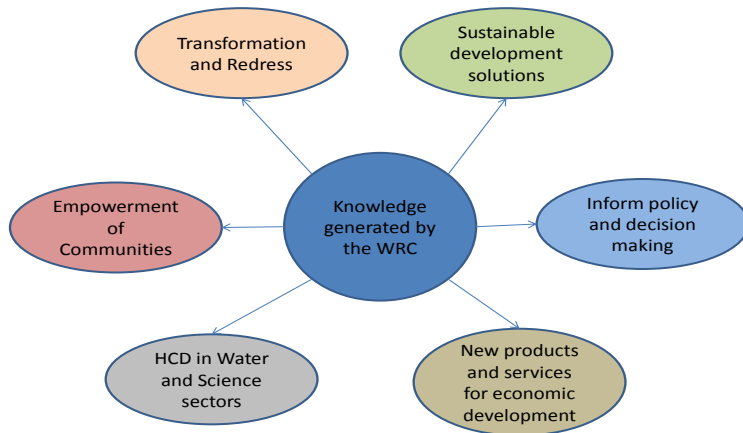 Transformation
and Redress
Sustainable
development
solutions
Empowerment
of
Communities
Knowledge
generated by
the WRC
Inform policy
and decision
making
HCD in Water
and Science
sectors
New products
and services
for economic
development